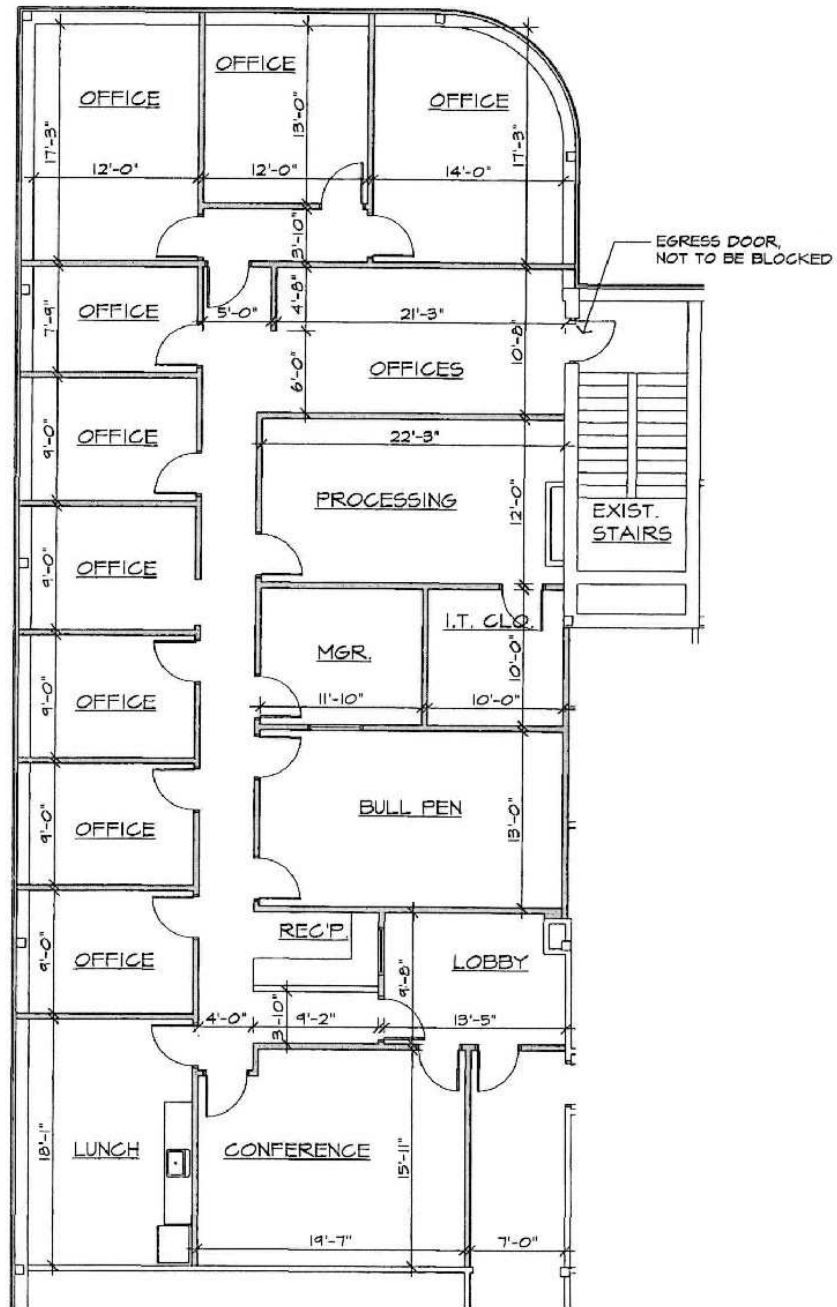 OFFICE
OFFICE
OFFICE
17'-3"
13'-0"
17'-3"
12'-0"
12'-0"
14'-0"
3'-10"
EGRESS DOOR,
NOT TO BE BLOCKED
OFFICE
7'-9"
5'-0"
4'-8"
21'-3"
10'-8"
6'-0"
OFFICES
OFFICE
9'-0"
22'-3"
PROCESSING
12'-0"
EXIST.
STAIRS
OFFICE
9'-0"
MGR.
11'-10"
I.T. CLO.
10'-0"
10'-0"
OFFICE
9'-0"
BULL PEN
13'-0"
OFFICE
9'-0"
REC'P.
LOBBY
9'-8"
OFFICE
9'-0"
4'-0"
3'-10"
9'-2"
13'-5"
LUNCH
18'-1"
CONFERENCE
15'-11"
19'-7"
7'-0"